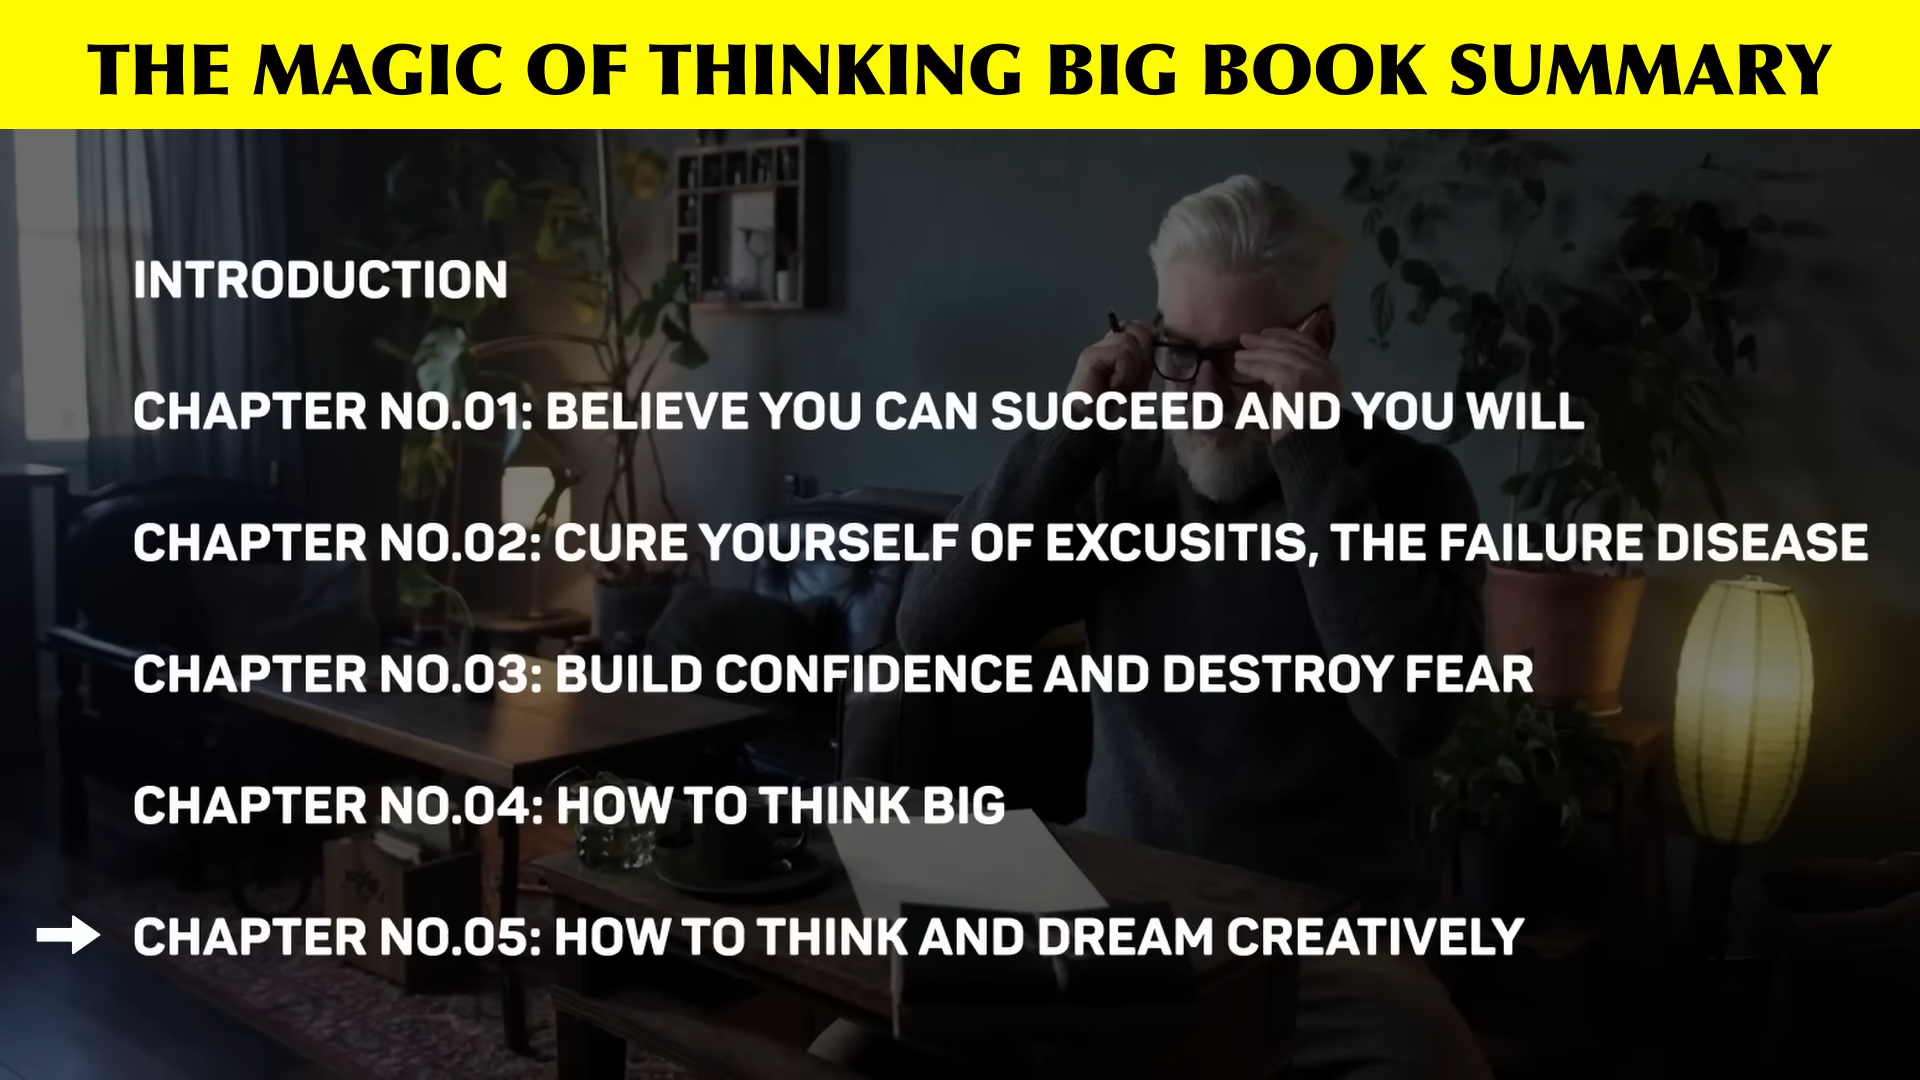 THE MAGIC OF THINKING BIG BOOK SUMMARY
INTRODUCTION
CHAPTER NO.01: BELIEVE YOU CAN SUCCEED AND YOU WILL
CHAPTER NO.02: CURE YOURSELF OF EXCUSITIS, THE FAILURE DISEASE
CHAPTER NO.03: BUILD CONFIDENCE AND DESTROY FEAR
CHAPTER NO.04: HOW TO THINK BIG
CHAPTER NO.05: HOW TO THINK AND DREAM CREATIVELY